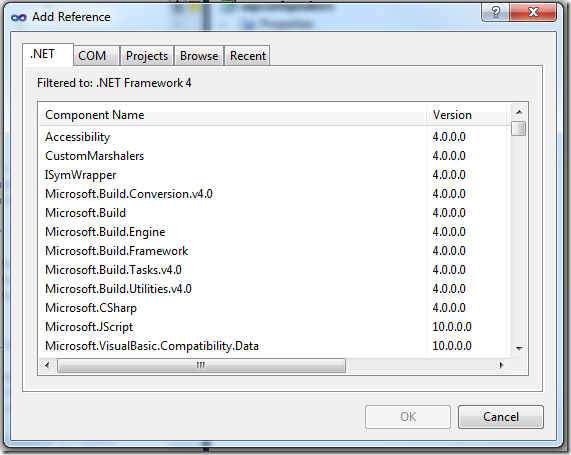 Add Reference
.NET COM Projects Browse Recent
Filtered to: .NET Framework 4
Component Name Version
Accessibility 4.0.0.0
CustomMarshalers 4.0.0.0
ISymWrapper 4.0.0.0
Microsoft.Build.Conversion.v4.0 4.0.0.0
Microsoft.Build 4.0.0.0
Microsoft.Build.Engine 4.0.0.0
Microsoft.Build.Framework 4.0.0.0
Microsoft.Build.Tasks.v4.0 4.0.0.0
Microsoft.Build.Utilities.v4.0 4.0.0.0
Microsoft.CSharp 4.0.0.0
Microsoft.JScript 10.0.0.0
Microsoft.VisualBasic.Compatibility.Data 10.0.0.0
OK Cancel